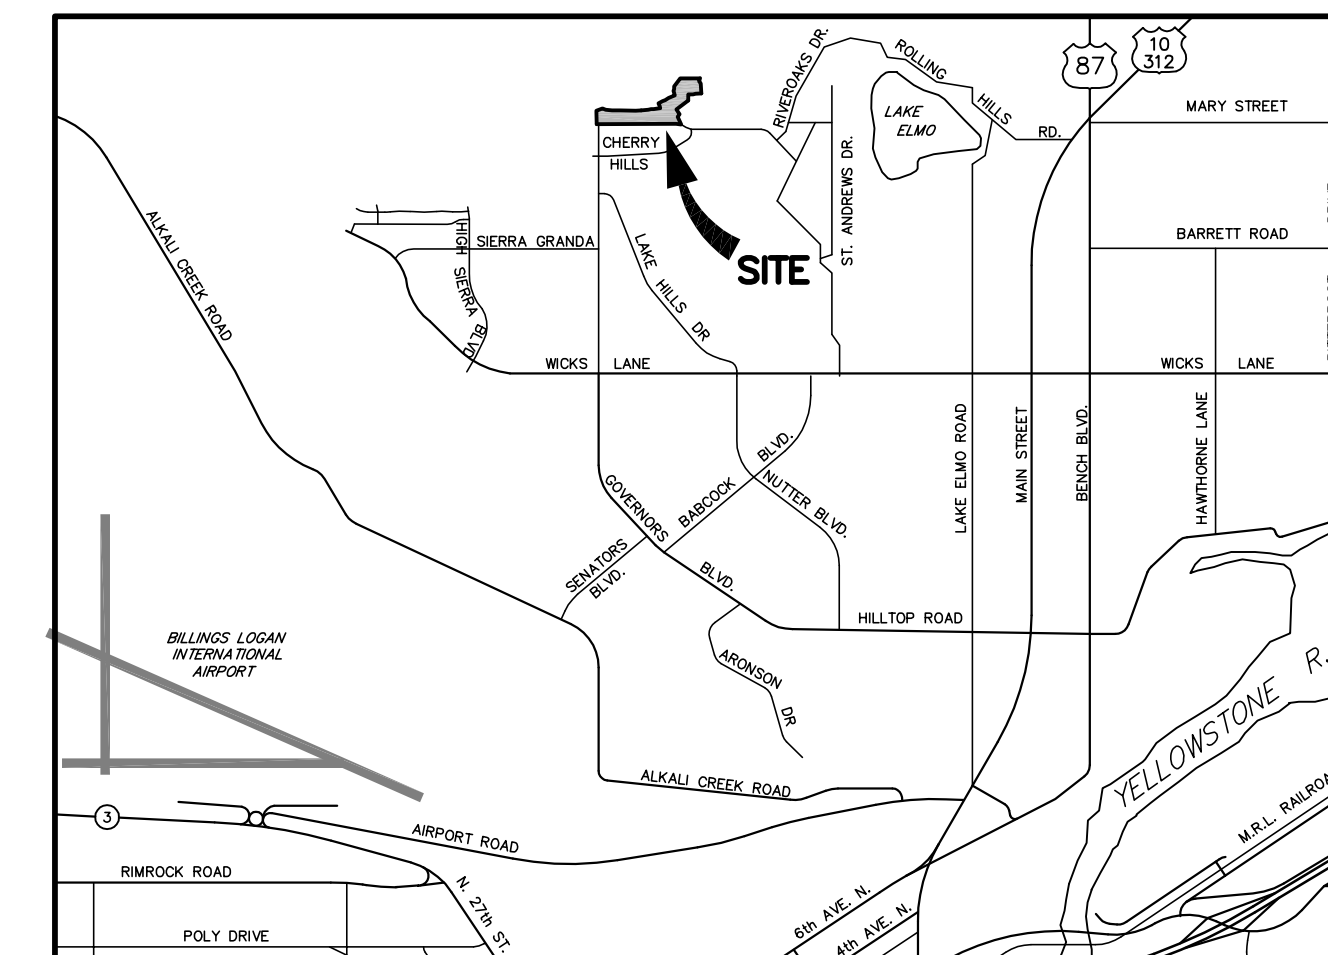 RIVEROAKS DR.
ROLLING
HILLS
RD.
87
10
312
MARY STREET
LAKE
ELMO
CHERRY
HILLS
ST. ANDREWS DR.
ALKALI CREEK ROAD
HIGH SIERRA BLVD
SIERRA GRANDA
LAKE HILLS DR
SITE
BARRETT ROAD
WICKS LANE
WICKS LANE
LAKE ELMO ROAD
MAIN STREET
BENCH BLVD.
HAWTHORNE LANE
GOVERNORS
BLVD.
BABCOCK BLVD.
NUTTER BLVD.
SENATORS
BLVD.
HILLTOP ROAD
BILLINGS LOGAN
INTERNATIONAL
AIRPORT
ARONSON
DR
YELLOWSTONE R.
ALKALI CREEK ROAD
3
AIRPORT ROAD
M.R.L. RAILROA
RIMROCK ROAD
N. 27th ST.
6th AVE. N.
4th AVE. N.
POLY DRIVE